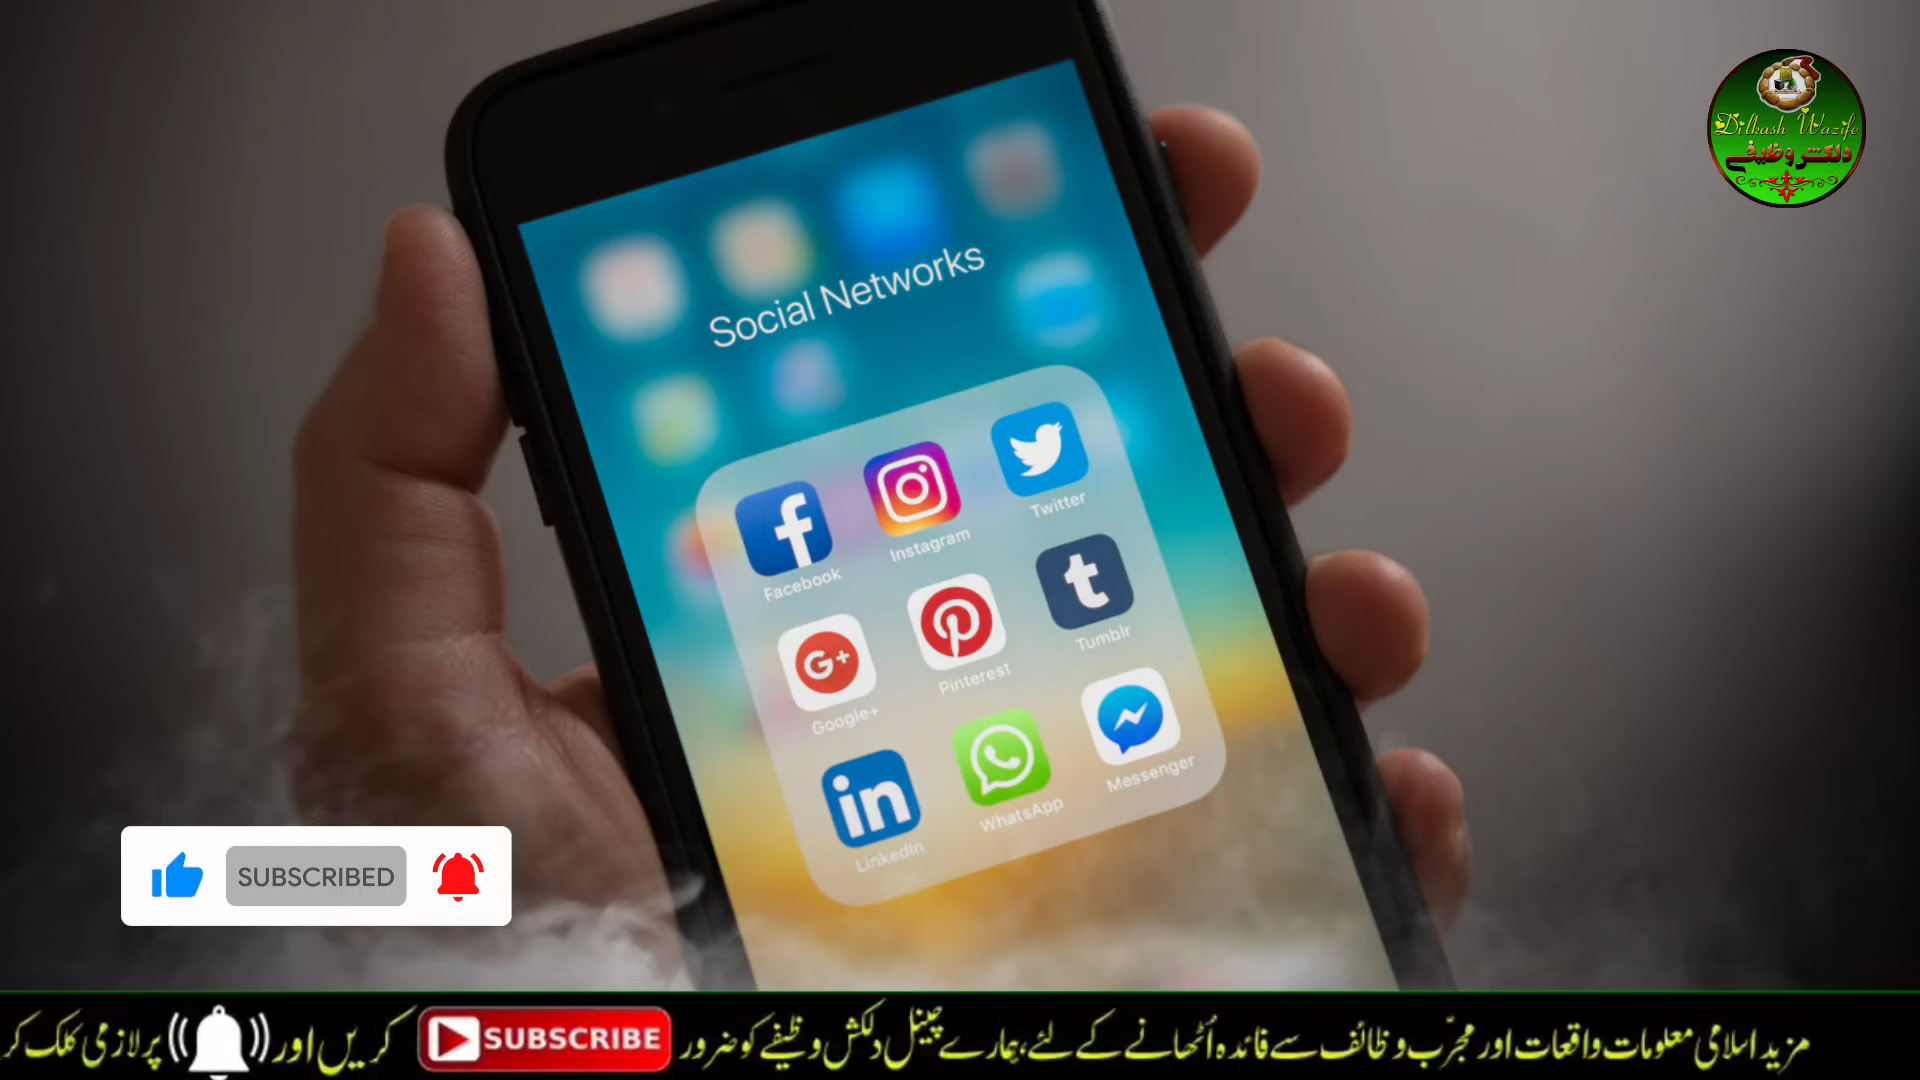 Dilkash Wazife
دلکش وظیفے
Social Networks
Facebook
Instagram
Twitter
Google+
Pinterest
Tumblr
LinkedIn
WhatsApp
Messenger
SUBSCRIBED
مزید اسلامی معلومات واقعات اور مجرّب وظائف سے فائدہ اُٹھانے کے لئے، ہمارے چینل دلکش وظیفے کو ضرور SUBSCRIBE کریں اور پر لازمی کلک کر